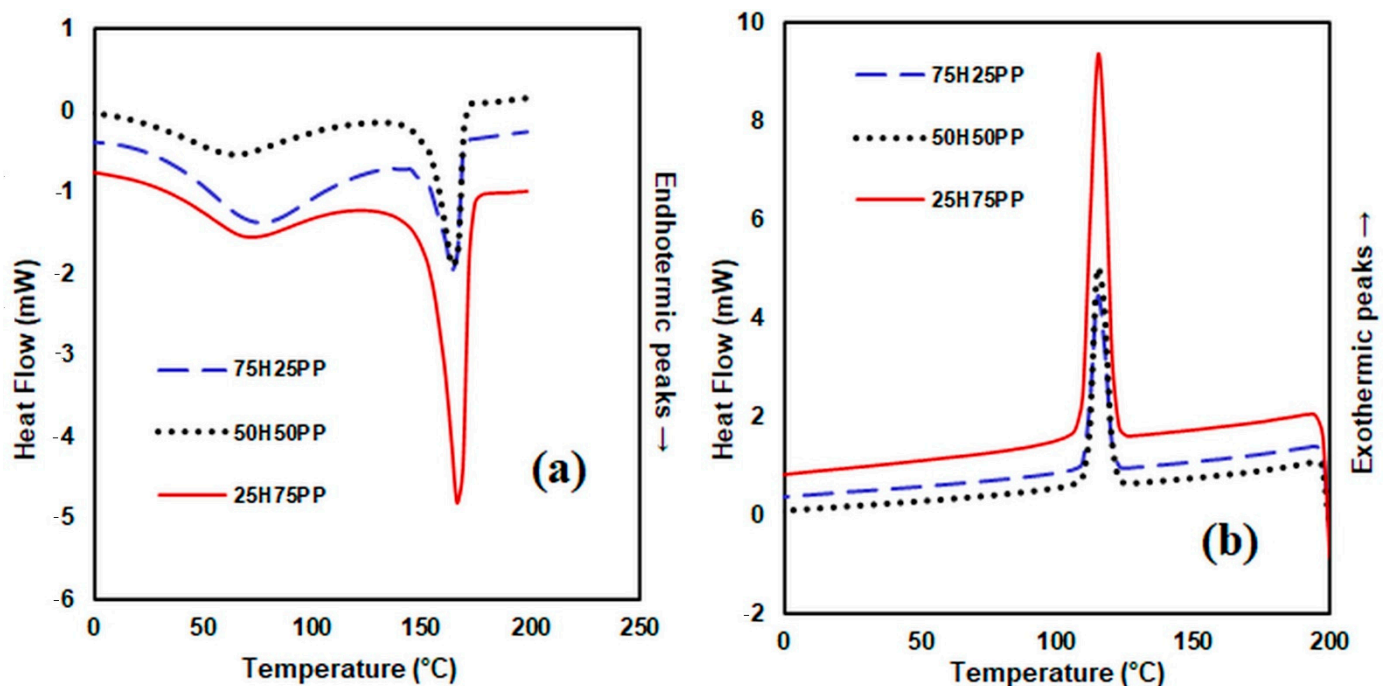 1
0
-1
-2
-3
-4
-5
-6
0
50
100
150
200
250
Heat Flow (mW)
Temperature (°C)
Endhotermic peaks →
75H25PP
50H50PP
25H75PP
(a)
10
8
6
4
2
0
-2
0
50
100
150
200
Heat Flow (mW)
Temperature (°C)
Exothermic peaks →
75H25PP
50H50PP
25H75PP
(b)